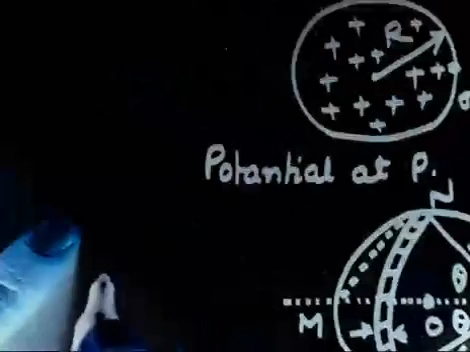 R
Potantial at P.
N
θ
M O θ